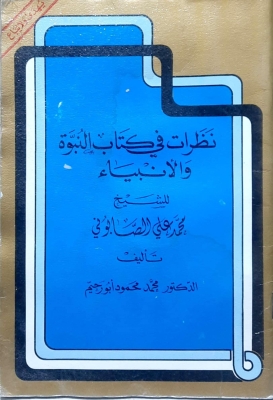 نظرات في كتاب النبوة
والأنبياء
للشيخ
محمد علي الصابوني
تأليف
الدكتور محمد محمود أبو رحيم